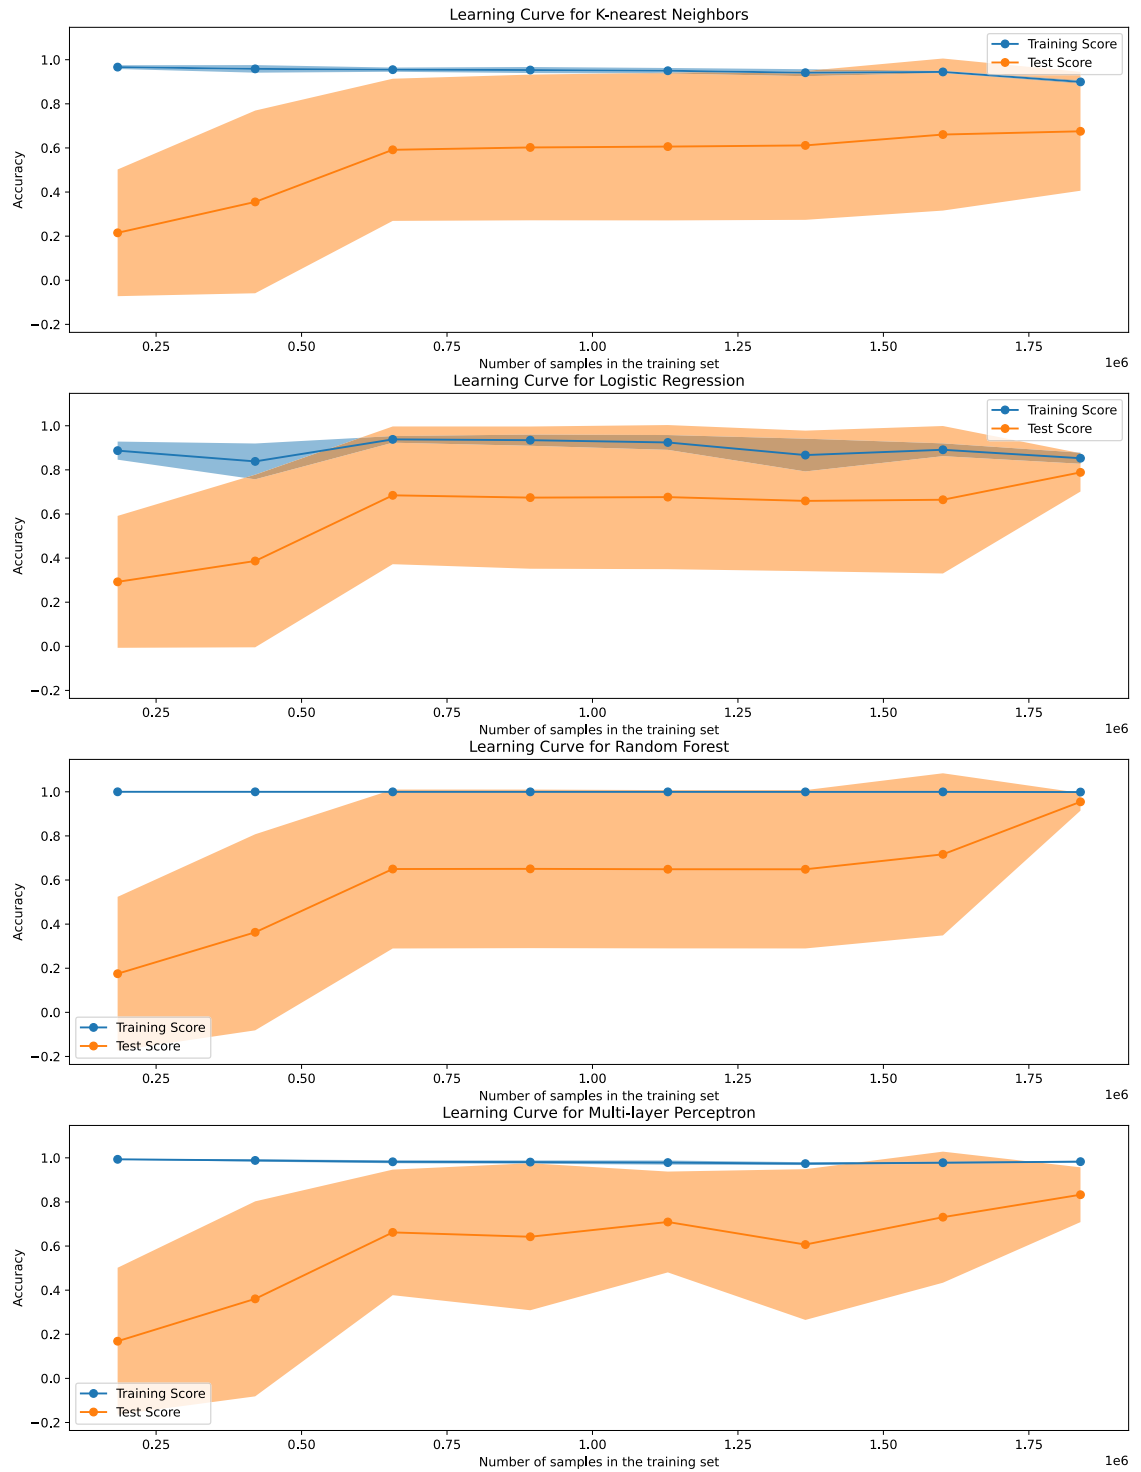 Learning Curve for K-nearest Neighbors
1.0
0.8
0.6
0.4
0.2
0.0
−0.2
Accuracy
Training Score
Test Score
0.25 0.50 0.75 1.00 1.25 1.50 1.75
Number of samples in the training set
1e6
Learning Curve for Logistic Regression
1.0
0.8
0.6
0.4
0.2
0.0
−0.2
Accuracy
Training Score
Test Score
0.25 0.50 0.75 1.00 1.25 1.50 1.75
Number of samples in the training set
1e6
Learning Curve for Random Forest
1.0
0.8
0.6
0.4
0.2
0.0
−0.2
Accuracy
Training Score
Test Score
0.25 0.50 0.75 1.00 1.25 1.50 1.75
Number of samples in the training set
1e6
Learning Curve for Multi-layer Perceptron
1.0
0.8
0.6
0.4
0.2
0.0
−0.2
Accuracy
Training Score
Test Score
0.25 0.50 0.75 1.00 1.25 1.50 1.75
Number of samples in the training set
1e6